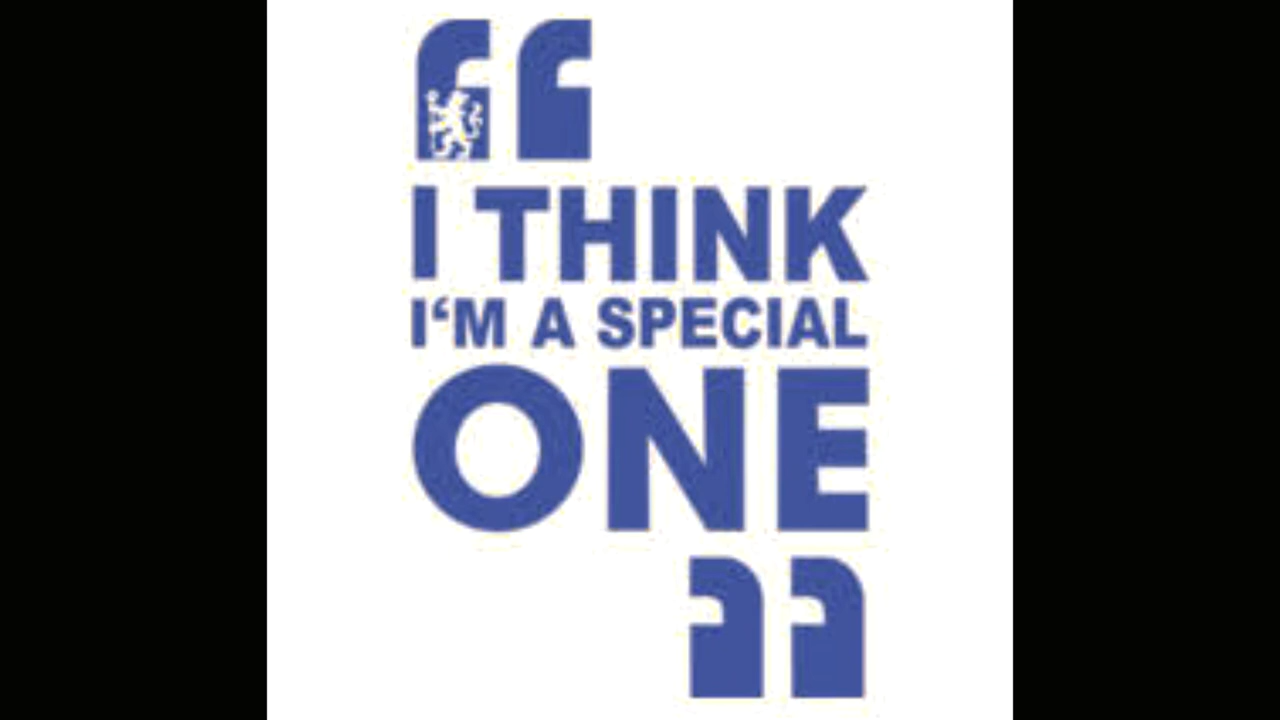 “
I THINK
I‘M A SPECIAL
ONE
”